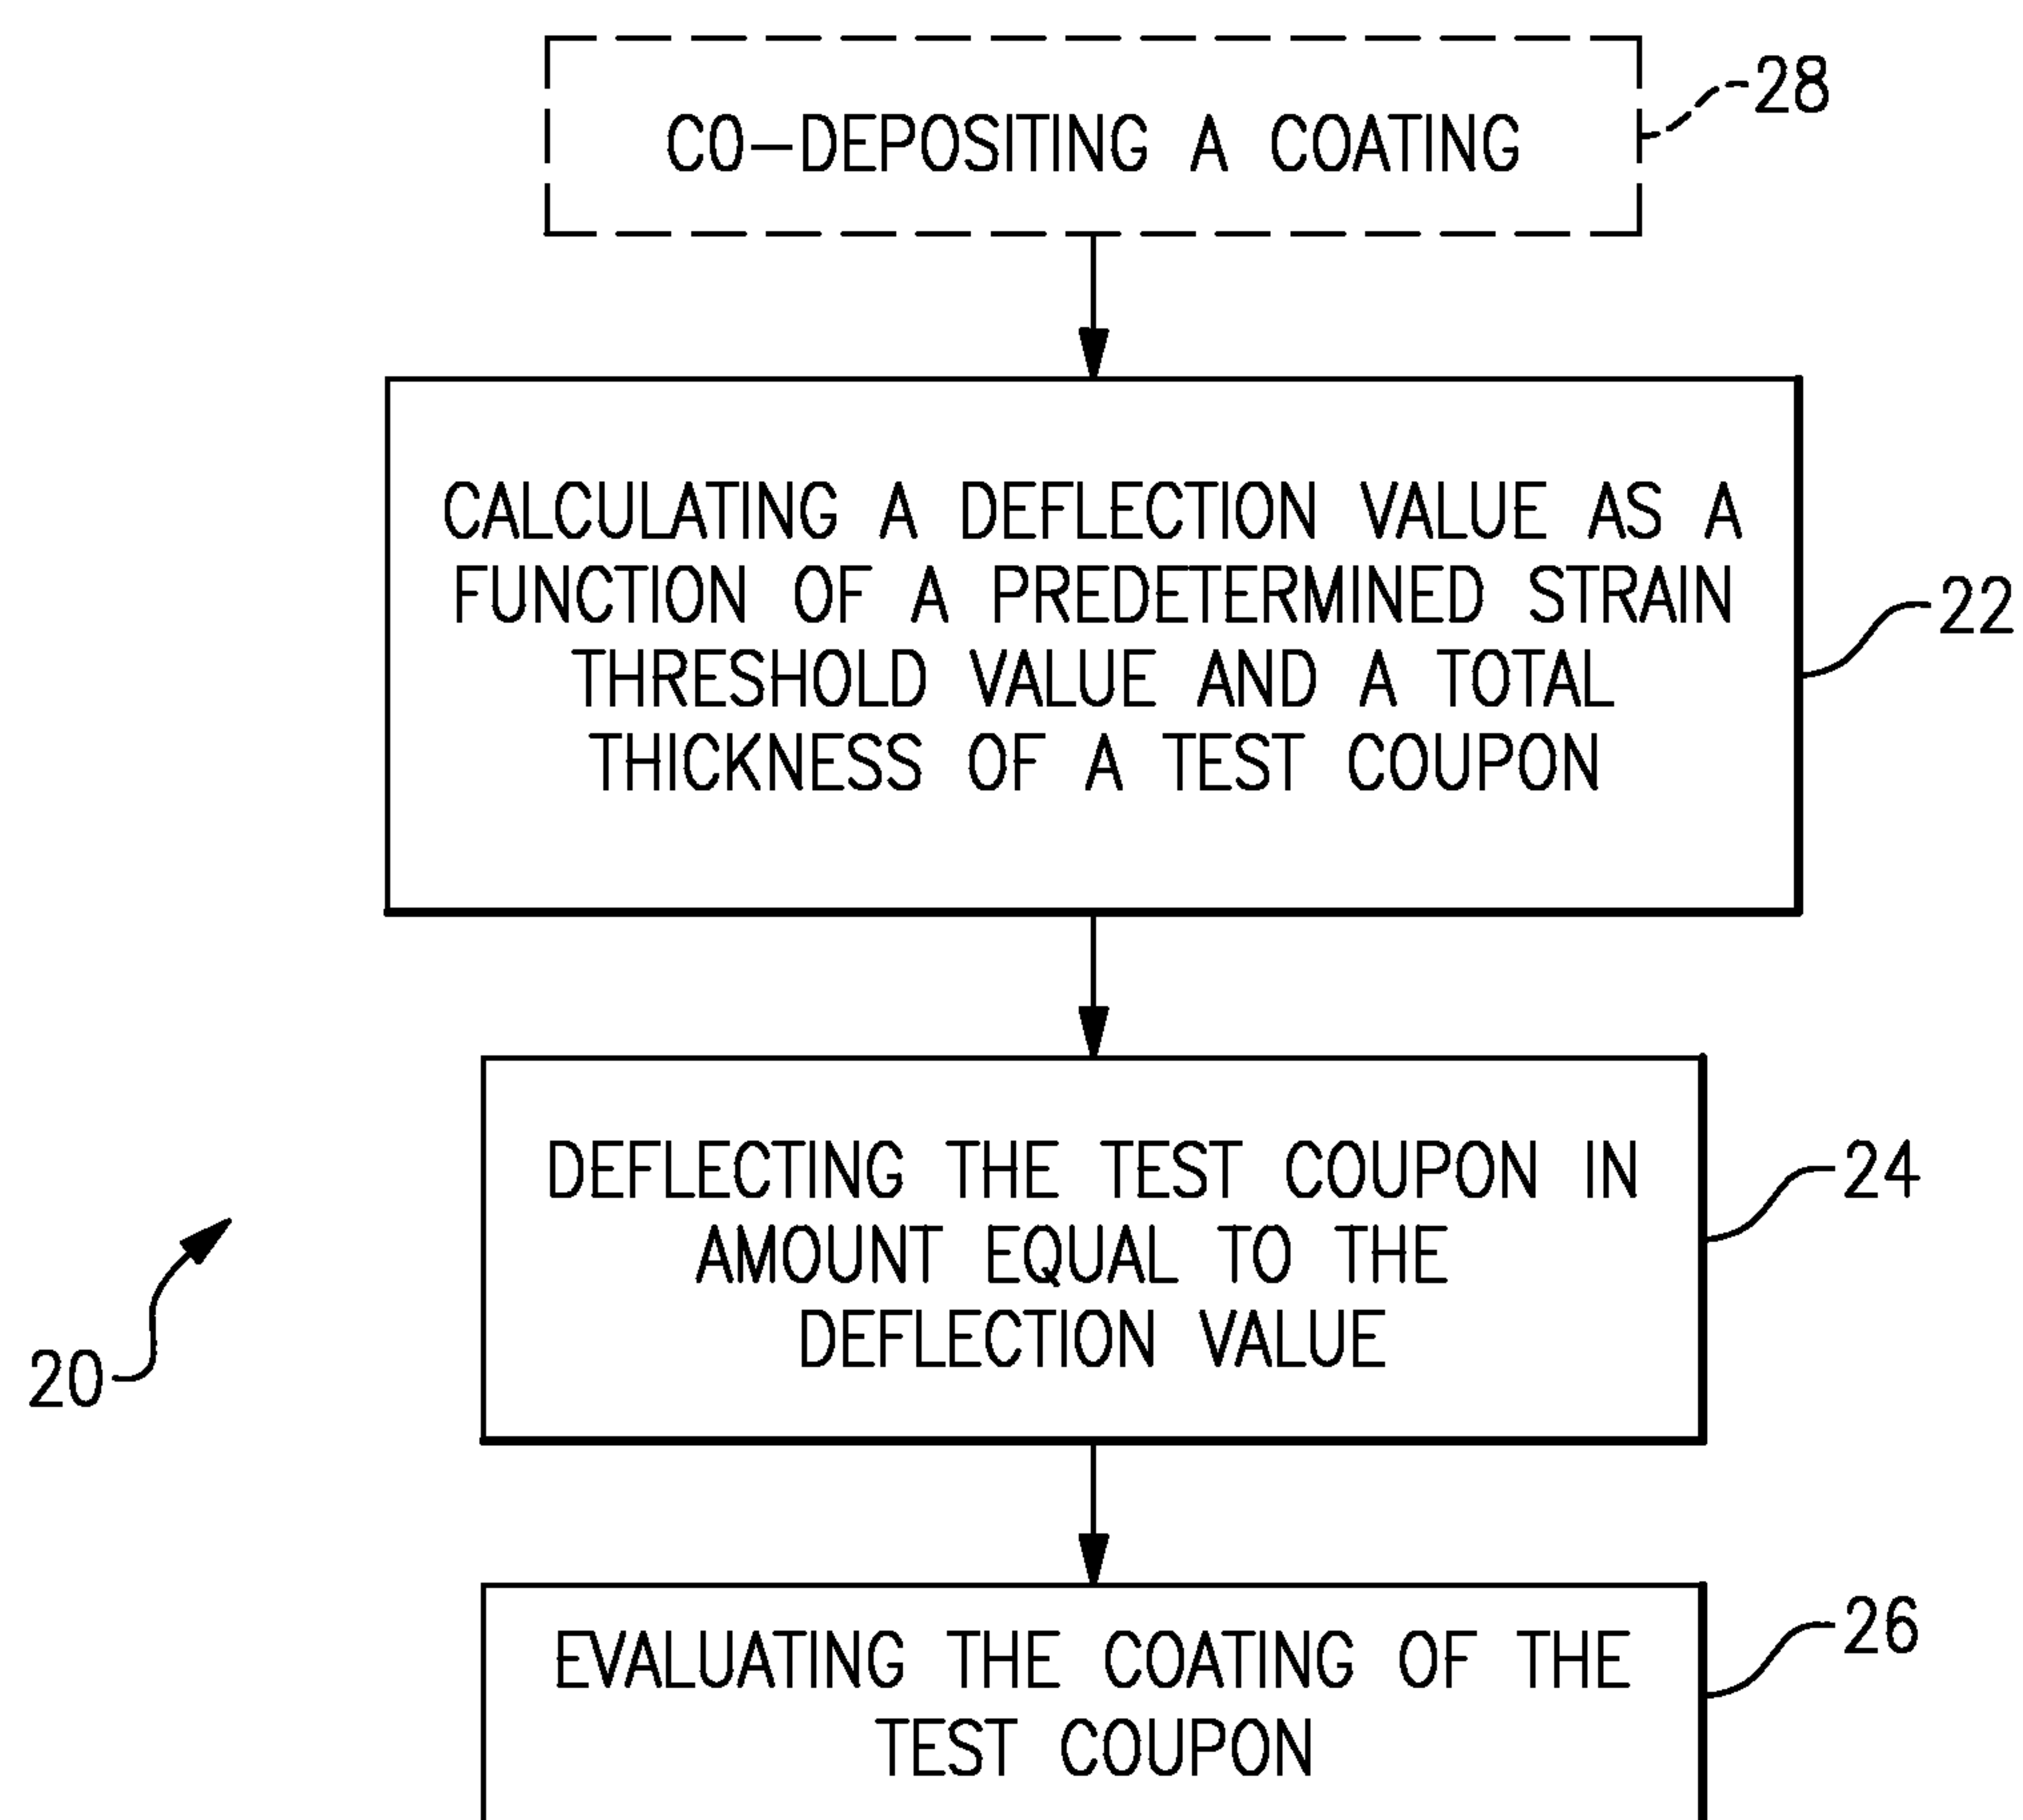 CO-DEPOSITING A COATING
28
CALCULATING A DEFLECTION VALUE AS A
FUNCTION OF A PREDETERMINED STRAIN
THRESHOLD VALUE AND A TOTAL
THICKNESS OF A TEST COUPON
22
DEFLECTING THE TEST COUPON IN
AMOUNT EQUAL TO THE
DEFLECTION VALUE
24
20
EVALUATING THE COATING OF THE
TEST COUPON
26